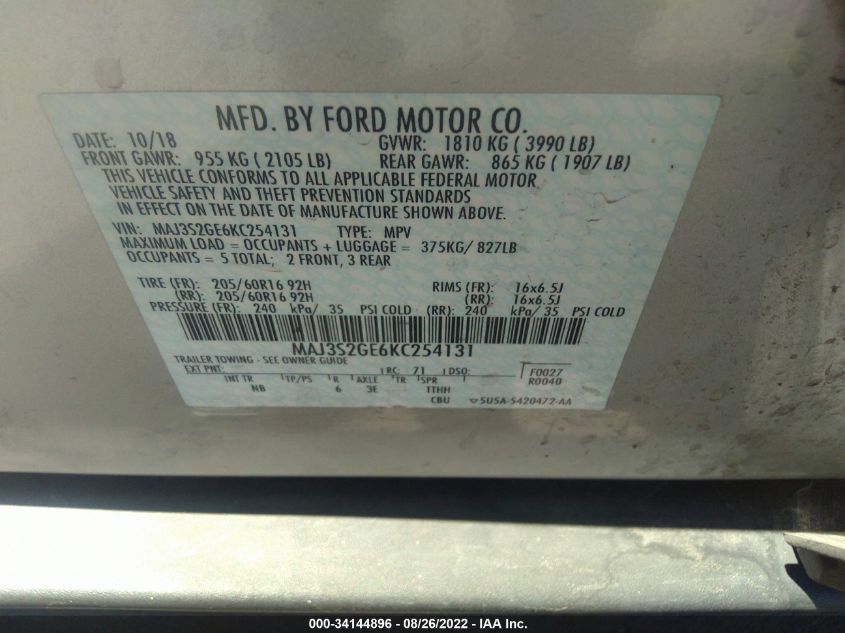 MFD. BY FORD MOTOR CO.
DATE: 10/18 GVWR: 1810 KG ( 3990 LB)
FRONT GAWR: 955 KG ( 2105 LB) REAR GAWR: 865 KG ( 1907 LB)
THIS VEHICLE CONFORMS TO ALL APPLICABLE FEDERAL MOTOR
VEHICLE SAFETY AND THEFT PREVENTION STANDARDS
IN EFFECT ON THE DATE OF MANUFACTURE SHOWN ABOVE.
VIN: MAJ3S2GE6KC254131 TYPE: MPV
MAXIMUM LOAD = OCCUPANTS + LUGGAGE = 375KG/ 827LB
OCCUPANTS = 5 TOTAL; 2 FRONT, 3 REAR
TIRE (FR): 205/60R16 92H RIMS (FR): 16x6.5J
(RR): 205/60R16 92H (RR): 16x6.5J
PRESSURE (FR): 240 kPa/ 35 PSI COLD (RR): 240 kPa/ 35 PSI COLD
MAJ3S2GE6KC254131
TRAILER TOWING - SEE OWNER GUIDE
EXT PNT: RC: 71 DSO: F0027
R0040
INT TR TP/PS R AXLE TR SPR
NB 6 3E TTHH
CBU ▽5U5A-5420472-AA
000-34144896 - 08/26/2022 - IAA Inc.